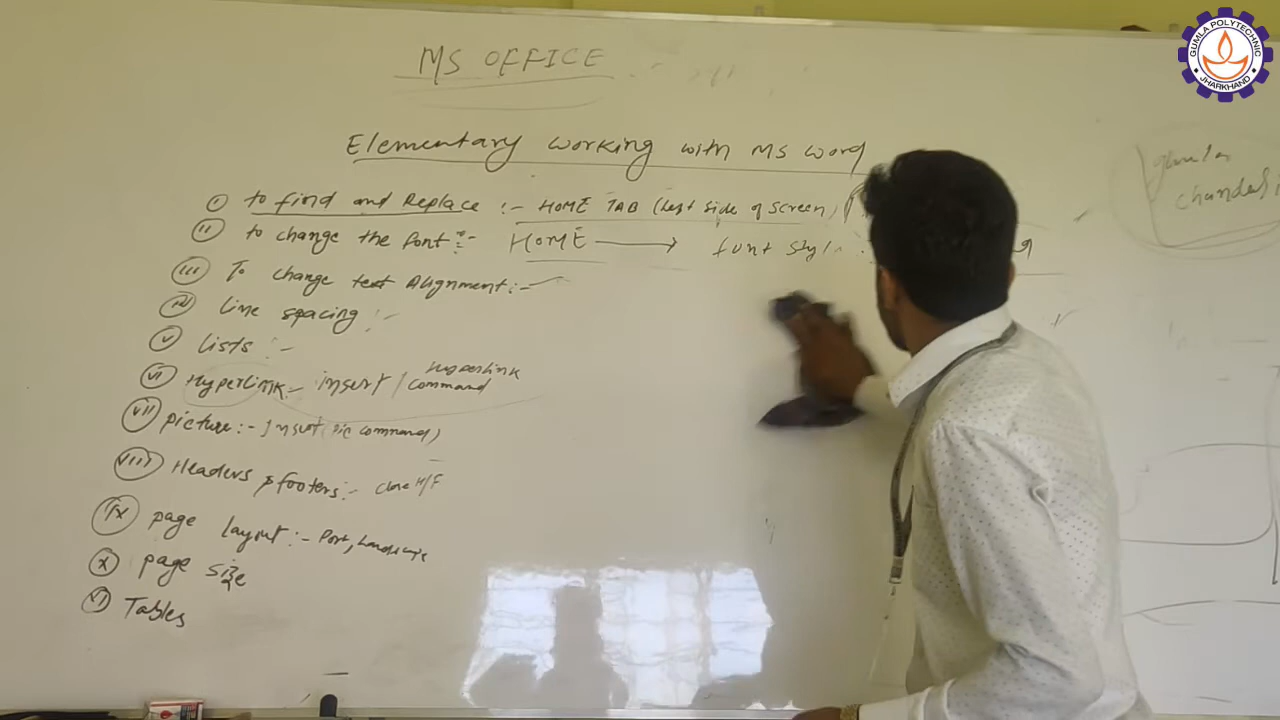 MS OFFICE
Elementary working with MS Word
(i) to find and Replace :- HOME TAB (left side of screen)
(ii) to change the font :- HOME → font style
(iii) To change text Alignment :-
(iv) line spacing :-
(v) Lists :-
(vi) Hyperlink :- insert / Hyperlink command
(vii) picture :- Insert (pic command)
(viii) Headers & footers :- close H/F
(ix) page layout :- Port, Landscape
(x) page size
(vi) Tables
gumla
GUMLA POLYTECHNIC
JHARKHAND